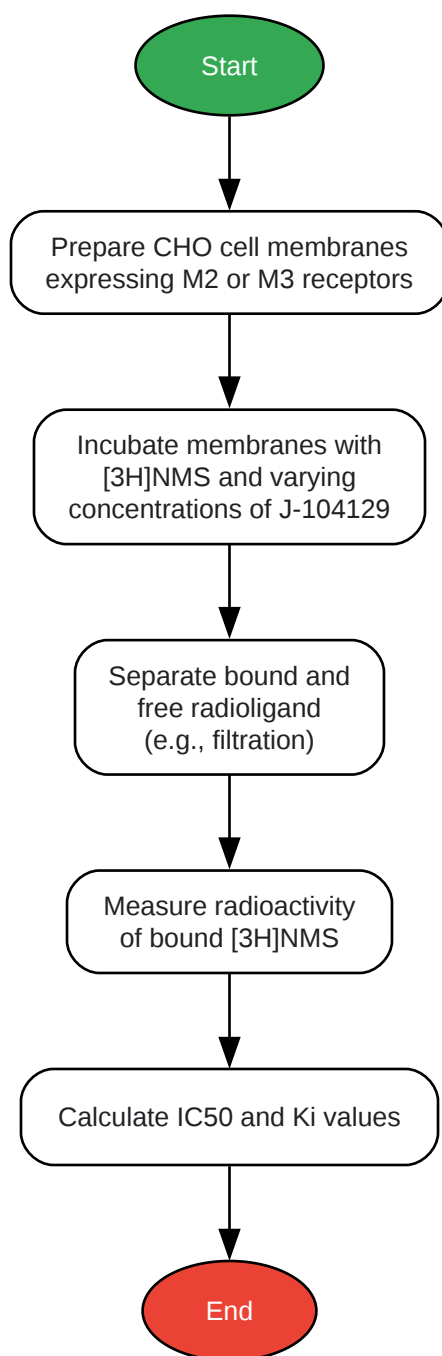 Start
Prepare CHO cell membranes
expressing M2 or M3 receptors
Incubate membranes with
[3H]NMS and varying
concentrations of J-104129
Separate bound and
free radioligand
(e.g., filtration)
Measure radioactivity
of bound [3H]NMS
Calculate IC50 and Ki values
End